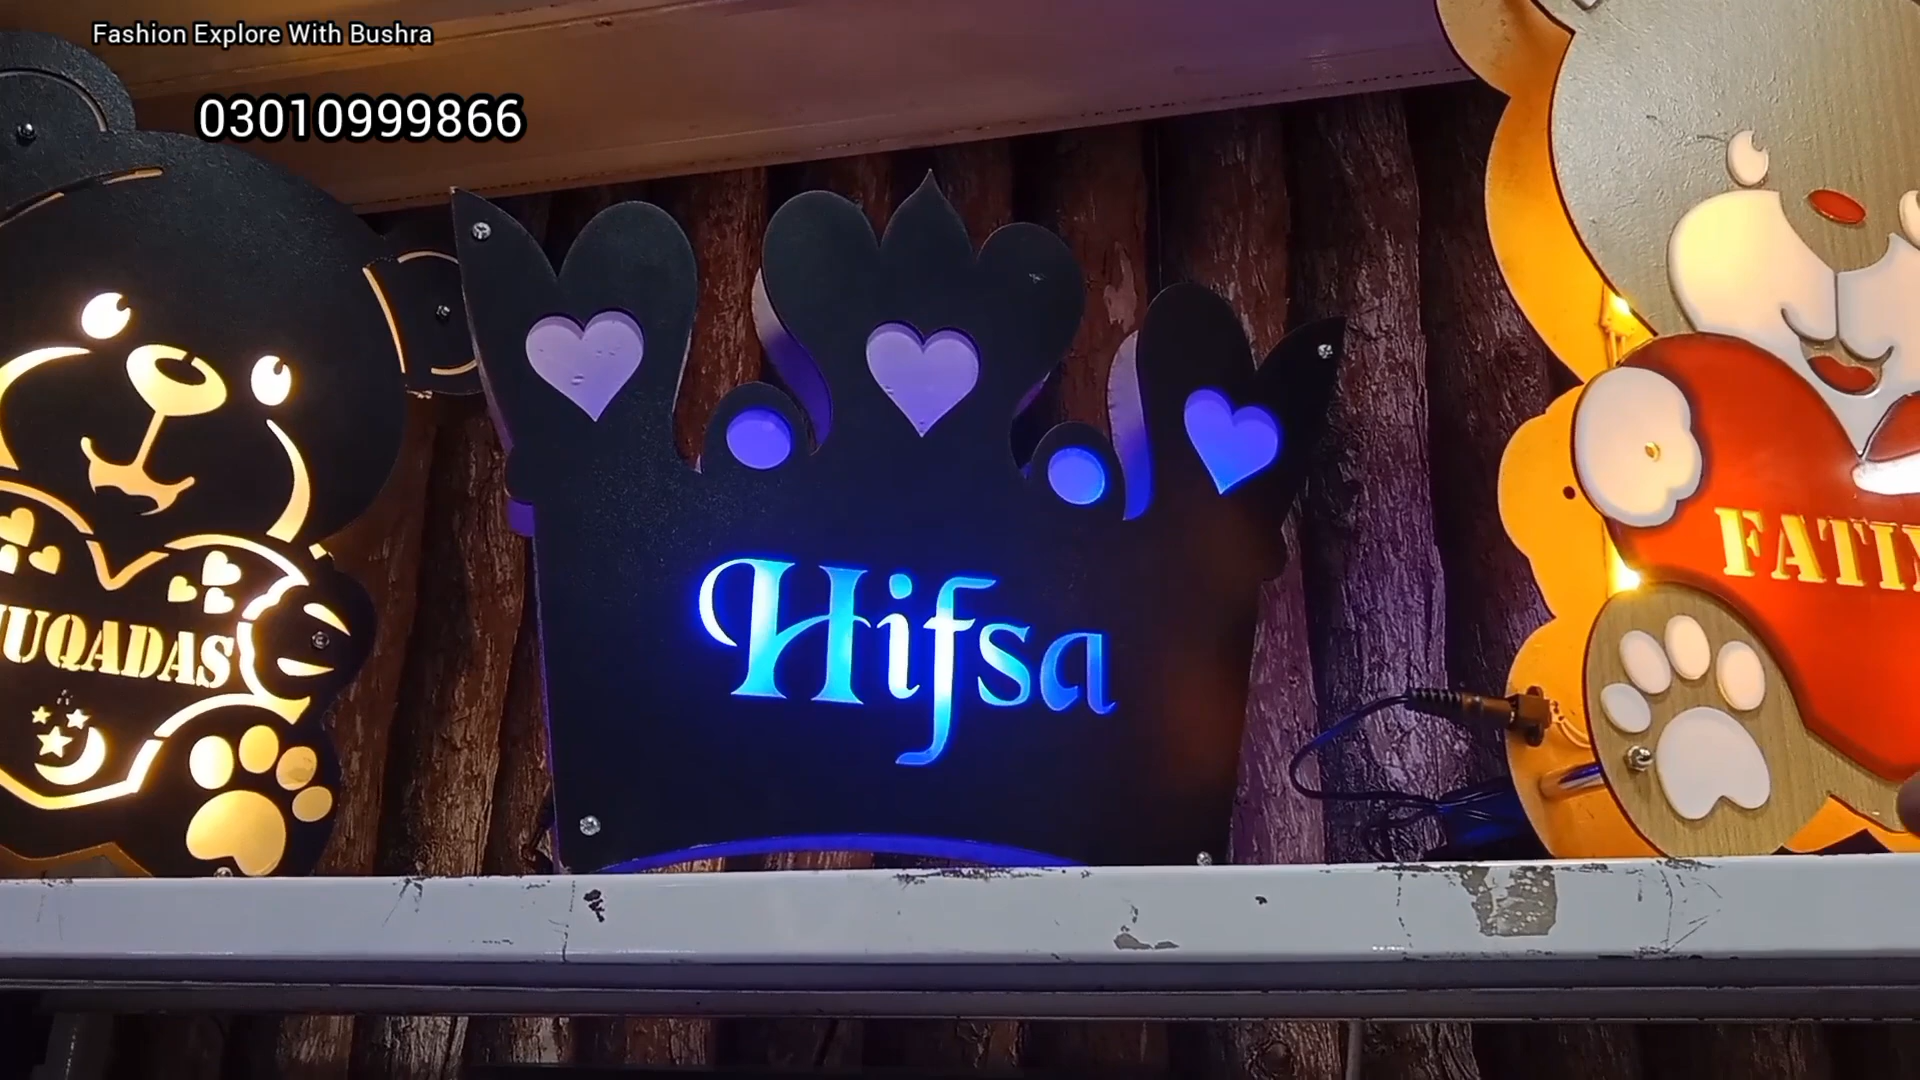 Fashion Explore With Bushra
03010999866
Hifsa
UQADAS
FATI